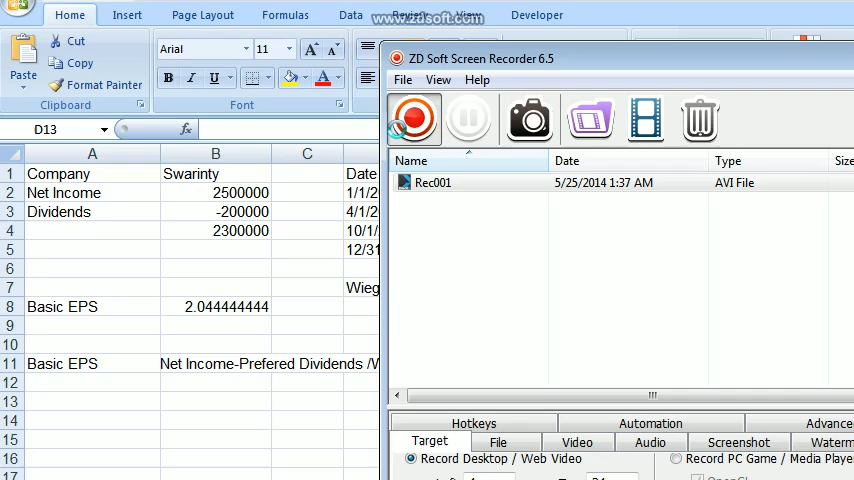 Home Insert Page Layout Formulas Data Review View Developer
www.zdsoft.com
Paste
Cut
Copy
Format Painter
Clipboard
Arial 11 A A
B I U A
Font
D13 fx
A B C
1 Company Swarinty Date
2 Net Income 2500000 1/1/20
3 Dividends -200000 4/1/20
4 2300000 10/1/
5 12/31
6
7 Wieg
8 Basic EPS 2.044444444
9
10
11 Basic EPS Net Income-Prefered Dividends /W
12
13
14
15
16
17
ZD Soft Screen Recorder 6.5
File View Help
Name Date Type Size
Rec001 5/25/2014 1:37 AM AVI File
Hotkeys Automation Advance
Target File Video Audio Screenshot Waterm
Record Desktop / Web Video Record PC Game / Media Player